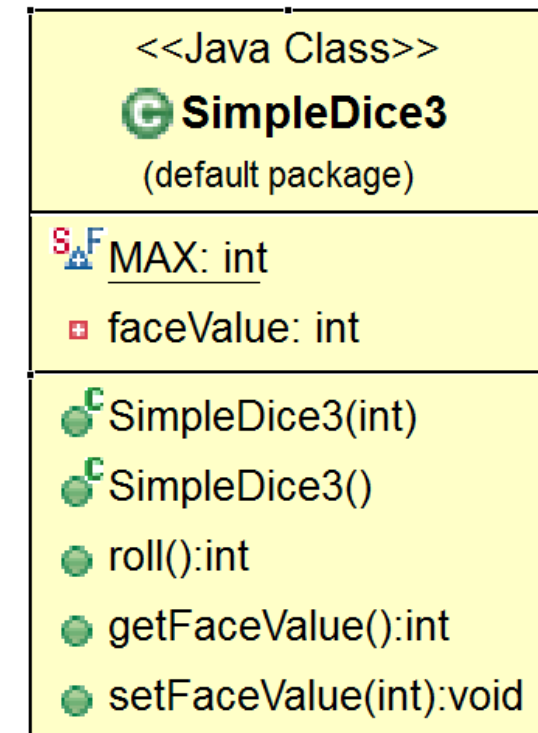 <<Java Class>>
C SimpleDice3
(default package)
S F MAX: int
faceValue: int
C SimpleDice3(int)
C SimpleDice3()
roll():int
getFaceValue():int
setFaceValue(int):void